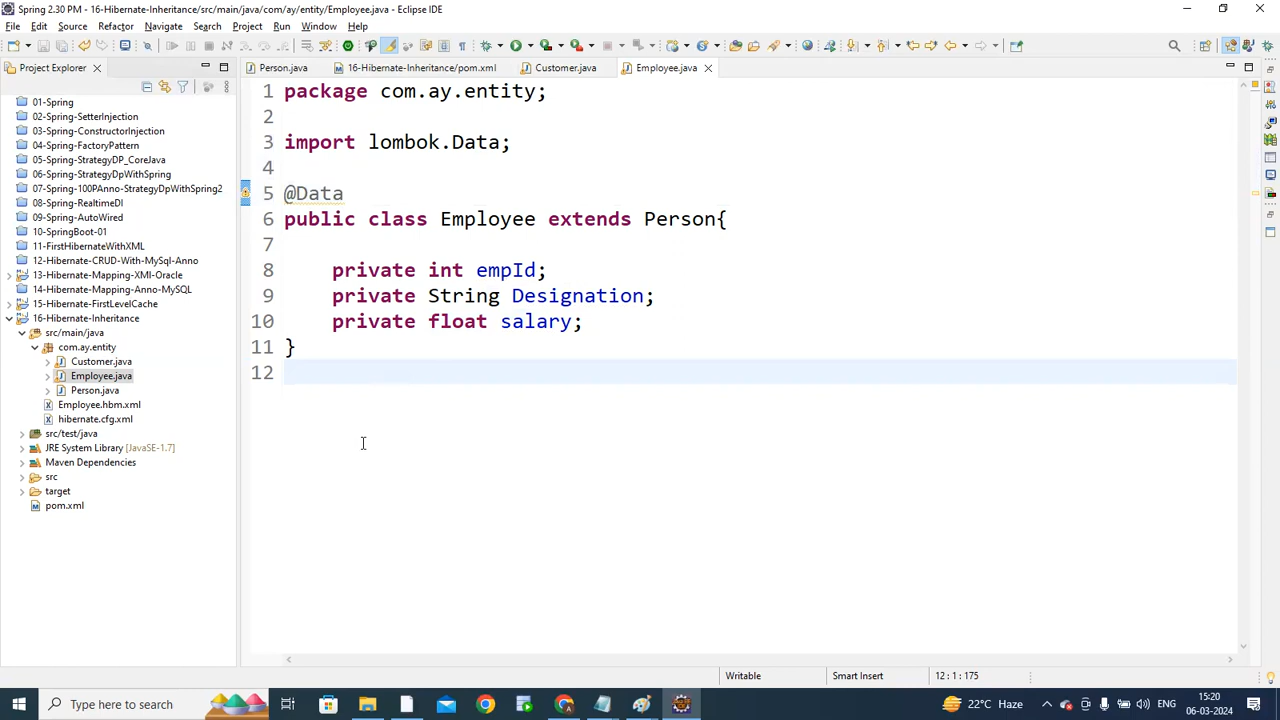 Spring 2.30 PM - 16-Hibernate-Inheritance/src/main/java/com/ay/entity/Employee.java - Eclipse IDE
File Edit Source Refactor Navigate Search Project Run Window Help
Project Explorer
Person.java 16-Hibernate-Inheritance/pom.xml Customer.java Employee.java
01-Spring
02-Spring-SetterInjection
03-Spring-ConstructorInjection
04-Spring-FactoryPattern
05-Spring-StrategyDP_CoreJava
06-Spring-StrategyDpWithSpring
07-Spring-100PAnno-StrategyDpWithSpring2
08-Spring-RealtimeDI
09-Spring-AutoWired
10-SpringBoot-01
11-FirstHibernateWithXML
12-Hibernate-CRUD-With-MySql-Anno
13-Hibernate-Mapping-XMl-Oracle
14-Hibernate-Mapping-Anno-MySQL
15-Hibernate-FirstLevelCache
16-Hibernate-Inheritance
src/main/java
com.ay.entity
Customer.java
Employee.java
Person.java
Employee.hbm.xml
hibernate.cfg.xml
src/test/java
JRE System Library [JavaSE-1.7]
Maven Dependencies
src
target
pom.xml
1 package com.ay.entity;
2
3 import lombok.Data;
4
5 @Data
6 public class Employee extends Person{
7
8 private int empId;
9 private String Designation;
10 private float salary;
11 }
12
Writable Smart Insert 12 : 1 : 175
Type here to search
22°C Haze
ENG
15:20
06-03-2024